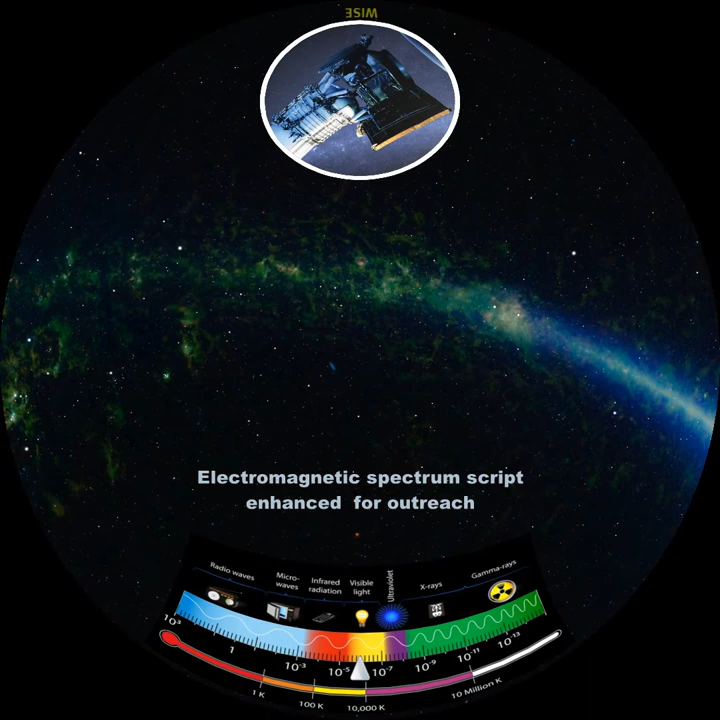 WISE
Electromagnetic spectrum script
enhanced for outreach
Radio waves
Micro-
waves
Infrared
radiation
Visible
light
Ultraviolet
X-rays
Gamma-rays
10³
1
10⁻³
10⁻⁵
10⁻⁷
10⁻⁹
10⁻¹¹
10⁻¹³
1 K
100 K
10,000 K
10 Million K